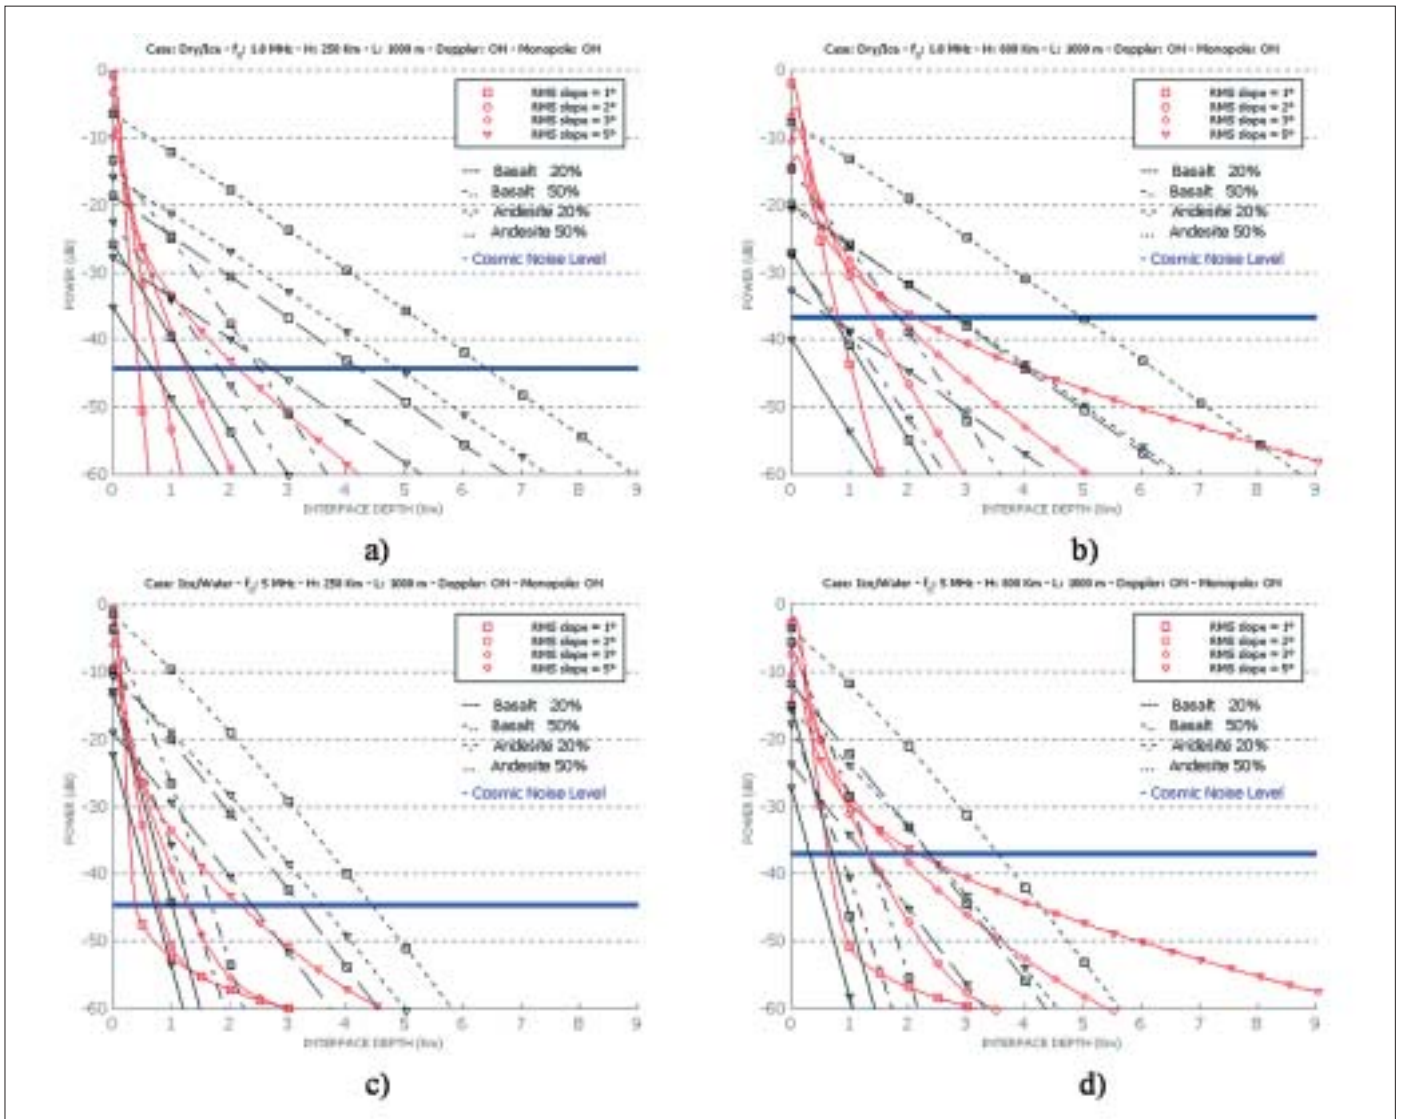 Case: Dry/Ice - f0: 1.8 MHz - H: 250 Km - L: 1000 m - Doppler: ON - Monopole: ON
0
-10
-20
-30
-40
-50
-60
POWER (dB)
RMS slope = 1°
RMS slope = 2°
RMS slope = 3°
RMS slope = 5°
Basalt 20%
Basalt 50%
Andesite 20%
Andesite 50%
- Cosmic Noise Level
0 1 2 3 4 5 6 7 8 9
INTERFACE DEPTH (Km)
a)
Case: Dry/Ice - f0: 1.8 MHz - H: 800 Km - L: 1000 m - Doppler: ON - Monopole: ON
0
-10
-20
-30
-40
-50
-60
POWER (dB)
RMS slope = 1°
RMS slope = 2°
RMS slope = 3°
RMS slope = 5°
Basalt 20%
Basalt 50%
Andesite 20%
Andesite 50%
- Cosmic Noise Level
0 1 2 3 4 5 6 7 8 9
INTERFACE DEPTH (Km)
b)
Case: Ice/Water - f0: 5 MHz - H: 250 Km - L: 1000 m - Doppler: ON - Monopole: ON
0
-10
-20
-30
-40
-50
-60
POWER (dB)
RMS slope = 1°
RMS slope = 2°
RMS slope = 3°
RMS slope = 5°
Basalt 20%
Basalt 50%
Andesite 20%
Andesite 50%
- Cosmic Noise Level
0 1 2 3 4 5 6 7 8 9
INTERFACE DEPTH (Km)
c)
Case: Ice/Water - f0: 5 MHz - H: 800 Km - L: 1000 m - Doppler: ON - Monopole: ON
0
-10
-20
-30
-40
-50
-60
POWER (dB)
RMS slope = 1°
RMS slope = 2°
RMS slope = 3°
RMS slope = 5°
Basalt 20%
Basalt 50%
Andesite 20%
Andesite 50%
- Cosmic Noise Level
0 1 2 3 4 5 6 7 8 9
INTERFACE DEPTH (Km)
d)